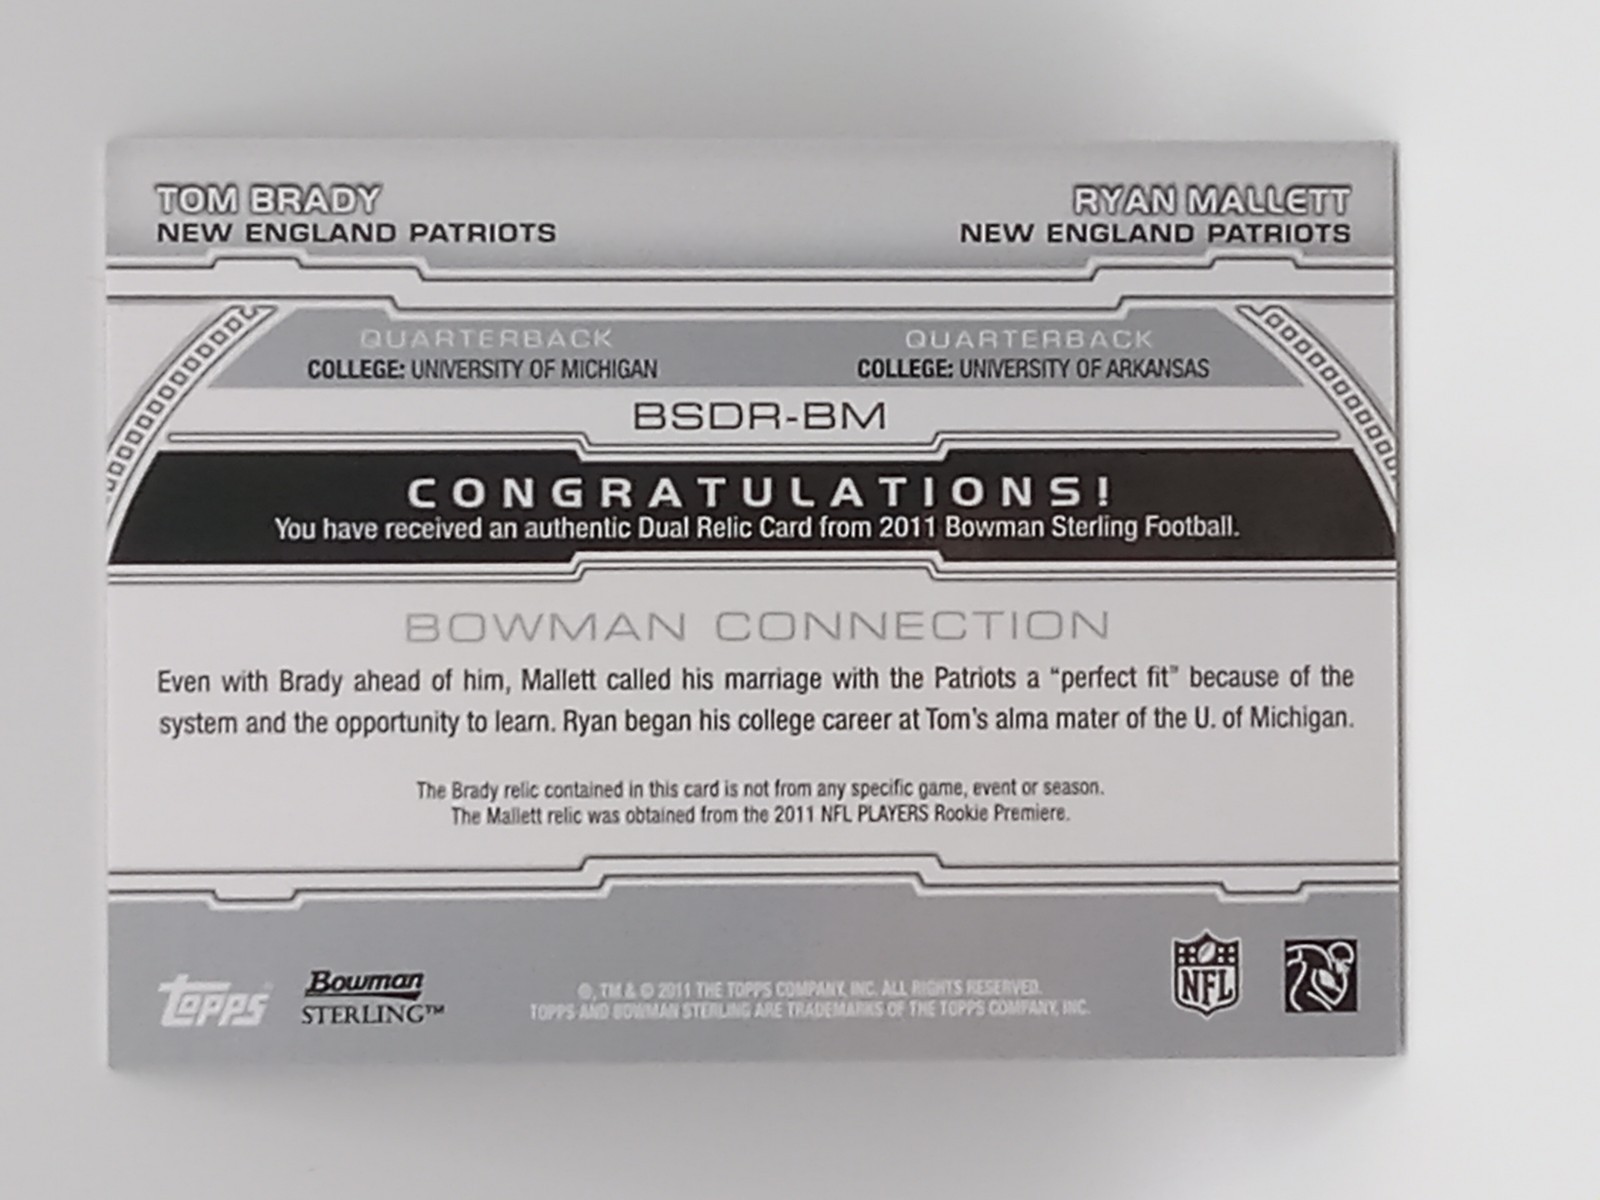 TOM BRADY
NEW ENGLAND PATRIOTS
RYAN MALLETT
NEW ENGLAND PATRIOTS
QUARTERBACK
COLLEGE: UNIVERSITY OF MICHIGAN
QUARTERBACK
COLLEGE: UNIVERSITY OF ARKANSAS
BSDR-BM
CONGRATULATIONS!
You have received an authentic Dual Relic Card from 2011 Bowman Sterling Football.
BOWMAN CONNECTION
Even with Brady ahead of him, Mallett called his marriage with the Patriots a “perfect fit” because of the
system and the opportunity to learn. Ryan began his college career at Tom’s alma mater of the U. of Michigan.
The Brady relic contained in this card is not from any specific game, event or season.
The Mallett relic was obtained from the 2011 NFL PLAYERS Rookie Premiere.
topps®
Bowman
STERLING™
®, TM & © 2011 THE TOPPS COMPANY, INC. ALL RIGHTS RESERVED.
TOPPS AND BOWMAN STERLING ARE TRADEMARKS OF THE TOPPS COMPANY, INC.
NFL